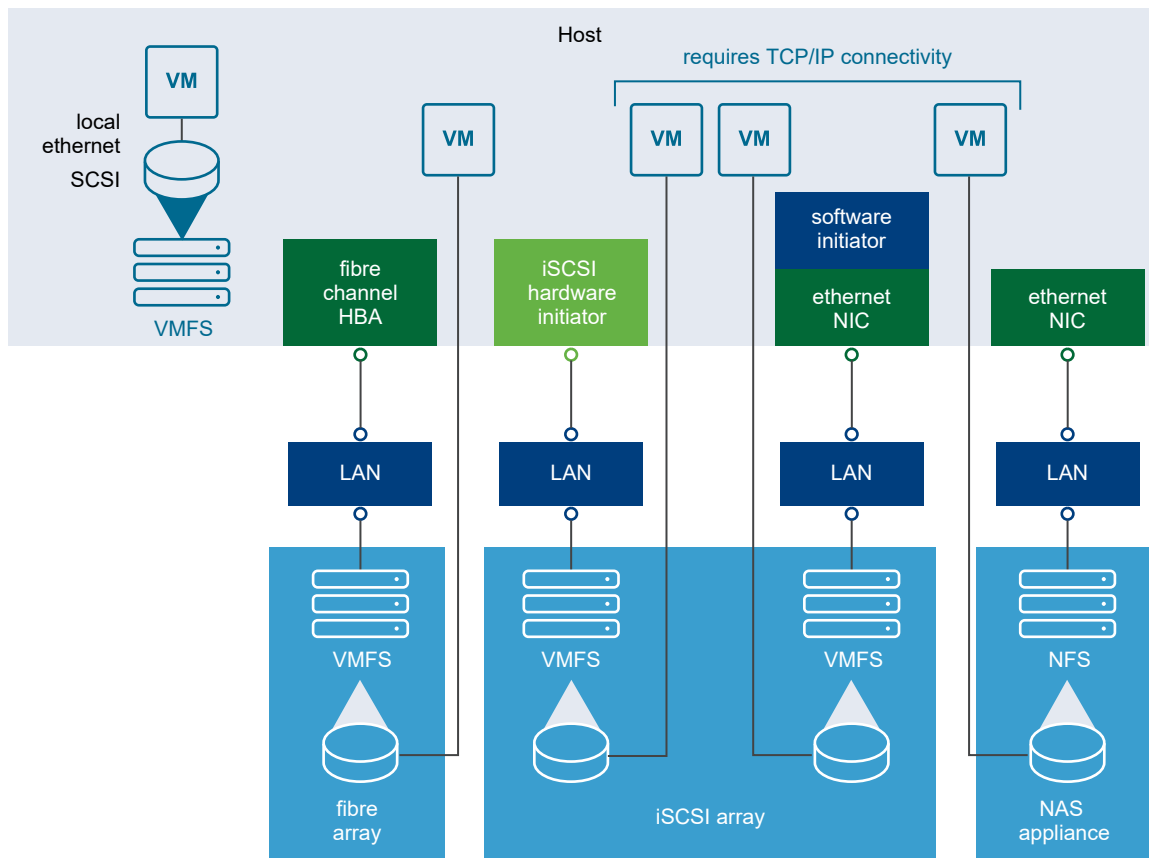 Host
requires TCP/IP connectivity
VM
local
ethernet
SCSI
VMFS
VM
VM
VM
VM
fibre
channel
HBA
iSCSI
hardware
initiator
software
initiator
ethernet
NIC
ethernet
NIC
LAN
LAN
LAN
LAN
VMFS
VMFS
VMFS
NFS
fibre
array
iSCSI array
NAS
appliance